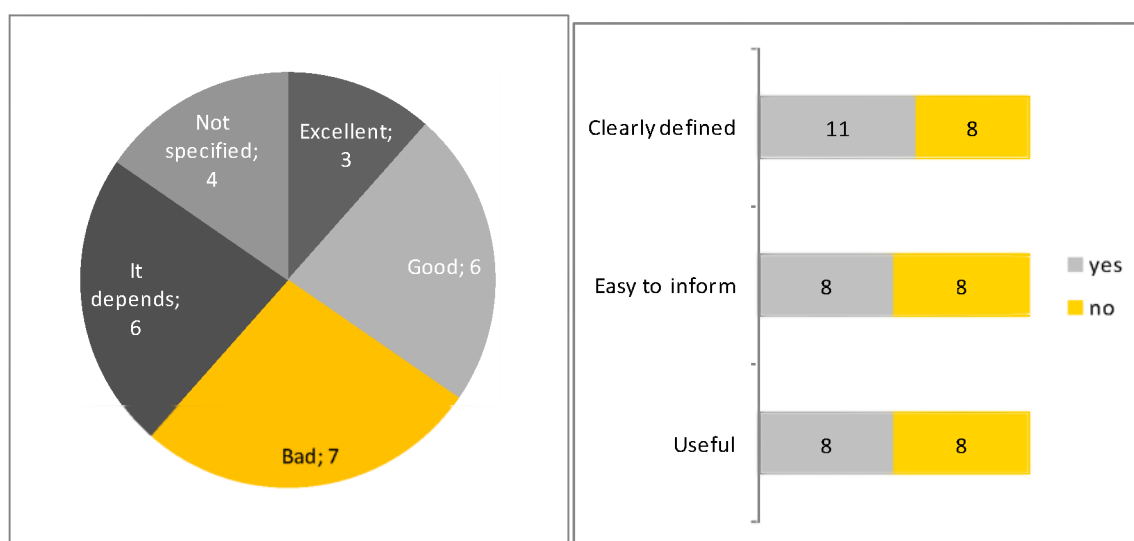 Not
specified;
4
Excellent;
3
Good; 6
It
depends;
6
Bad; 7
Clearly defined
11
8
Easy to inform
8
8
Useful
8
8
yes
no